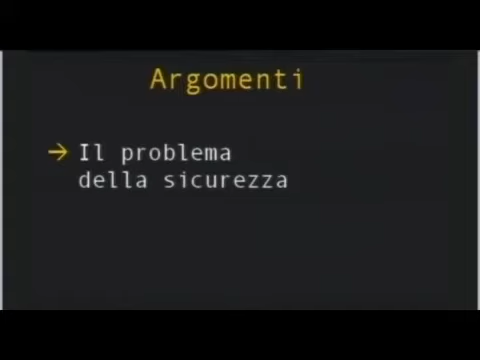 Argomenti
→ Il problema
della sicurezza